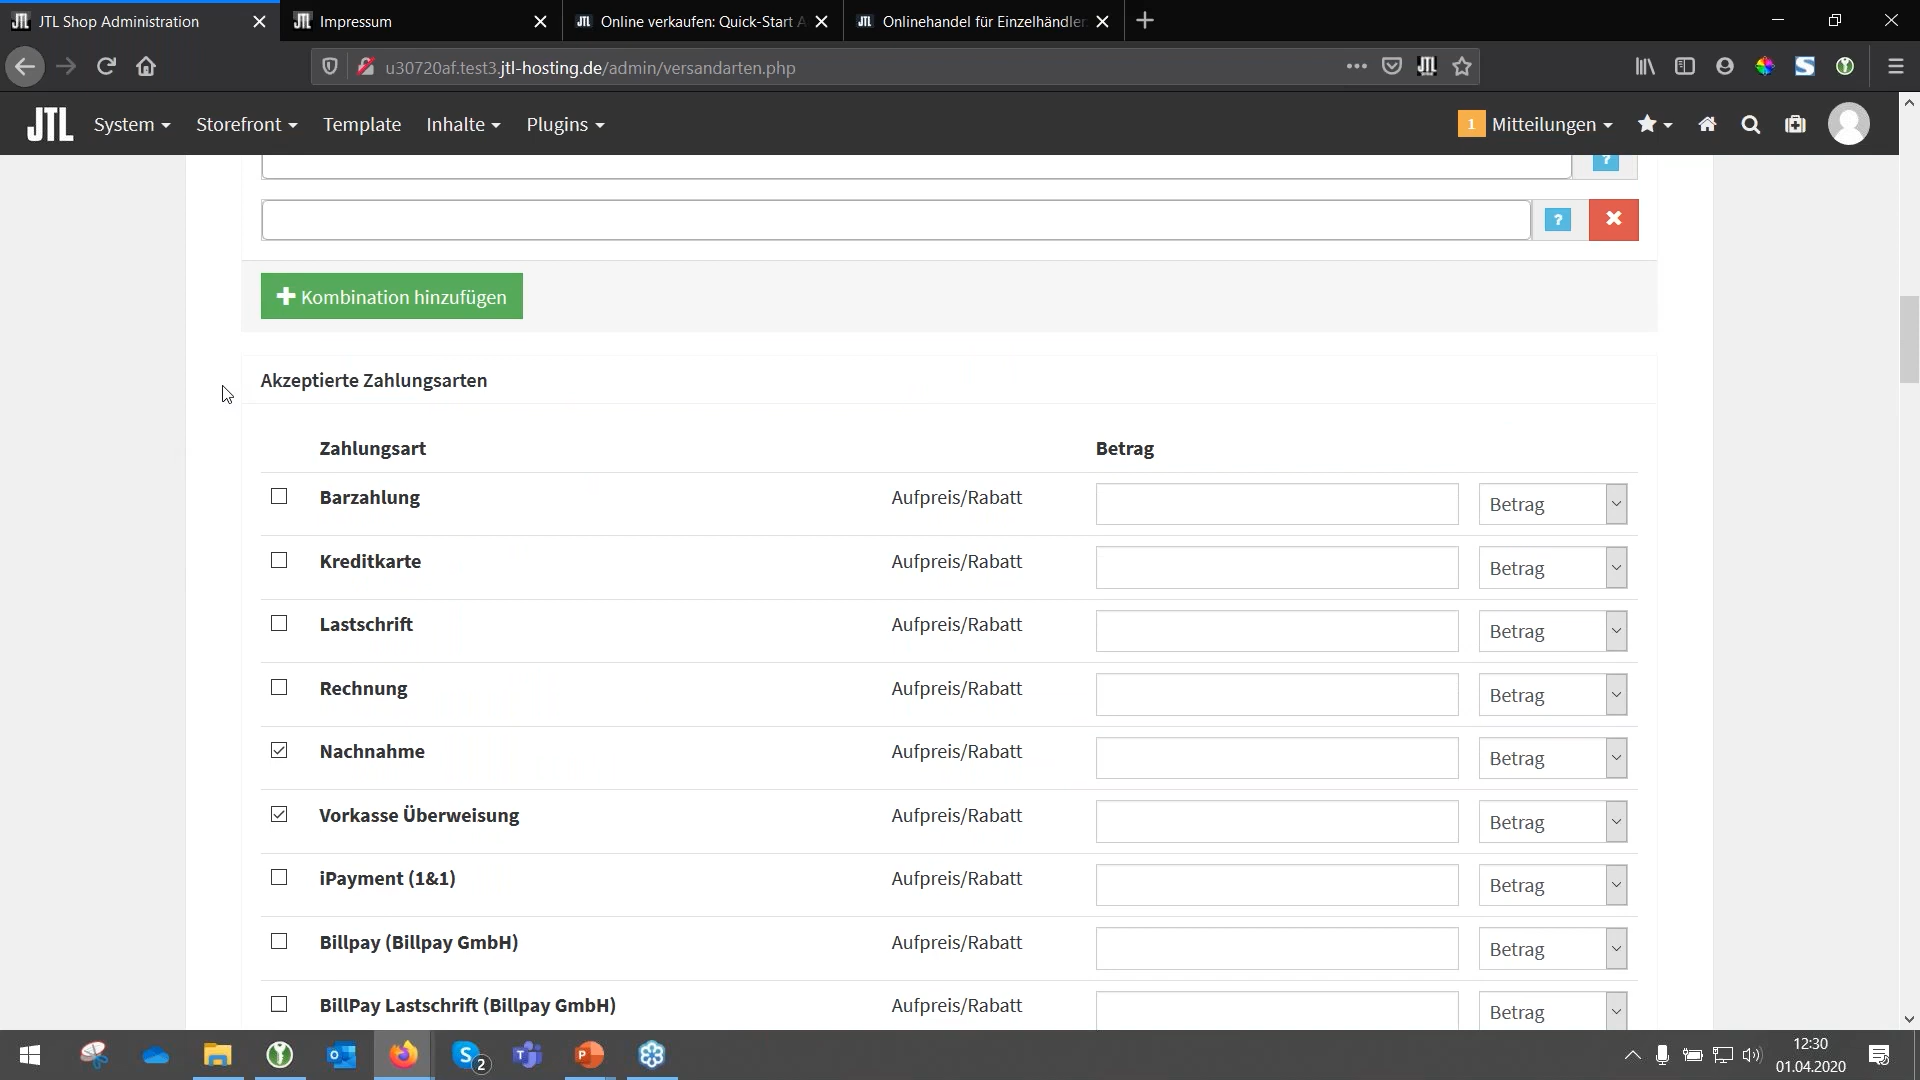 JTL Shop Administration
Impressum
Online verkaufen: Quick-Start A
Onlinehandel für Einzelhändler:
u30720af.test3.jtl-hosting.de/admin/versandarten.php
JTL System Storefront Template Inhalte Plugins 1 Mitteilungen
?
?
Kombination hinzufügen
Akzeptierte Zahlungsarten
Zahlungsart Betrag
Barzahlung Aufpreis/Rabatt Betrag
Kreditkarte Aufpreis/Rabatt Betrag
Lastschrift Aufpreis/Rabatt Betrag
Rechnung Aufpreis/Rabatt Betrag
Nachnahme Aufpreis/Rabatt Betrag
Vorkasse Überweisung Aufpreis/Rabatt Betrag
iPayment (1&1) Aufpreis/Rabatt Betrag
Billpay (Billpay GmbH) Aufpreis/Rabatt Betrag
BillPay Lastschrift (Billpay GmbH) Aufpreis/Rabatt Betrag
2
12:30
01.04.2020